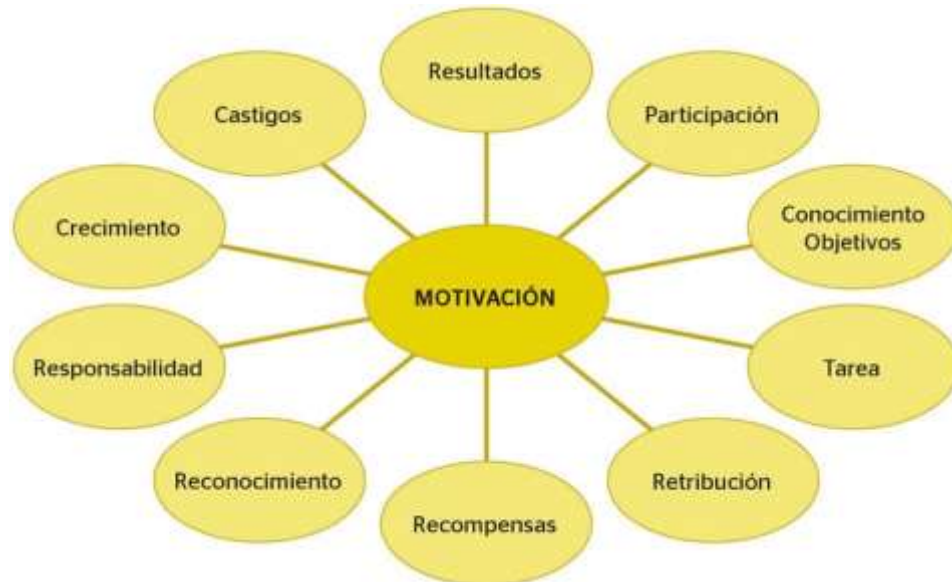 Resultados
Castigos
Participación
Crecimiento
Conocimiento
Objetivos
MOTIVACIÓN
Responsabilidad
Tarea
Reconocimiento
Retribución
Recompensas